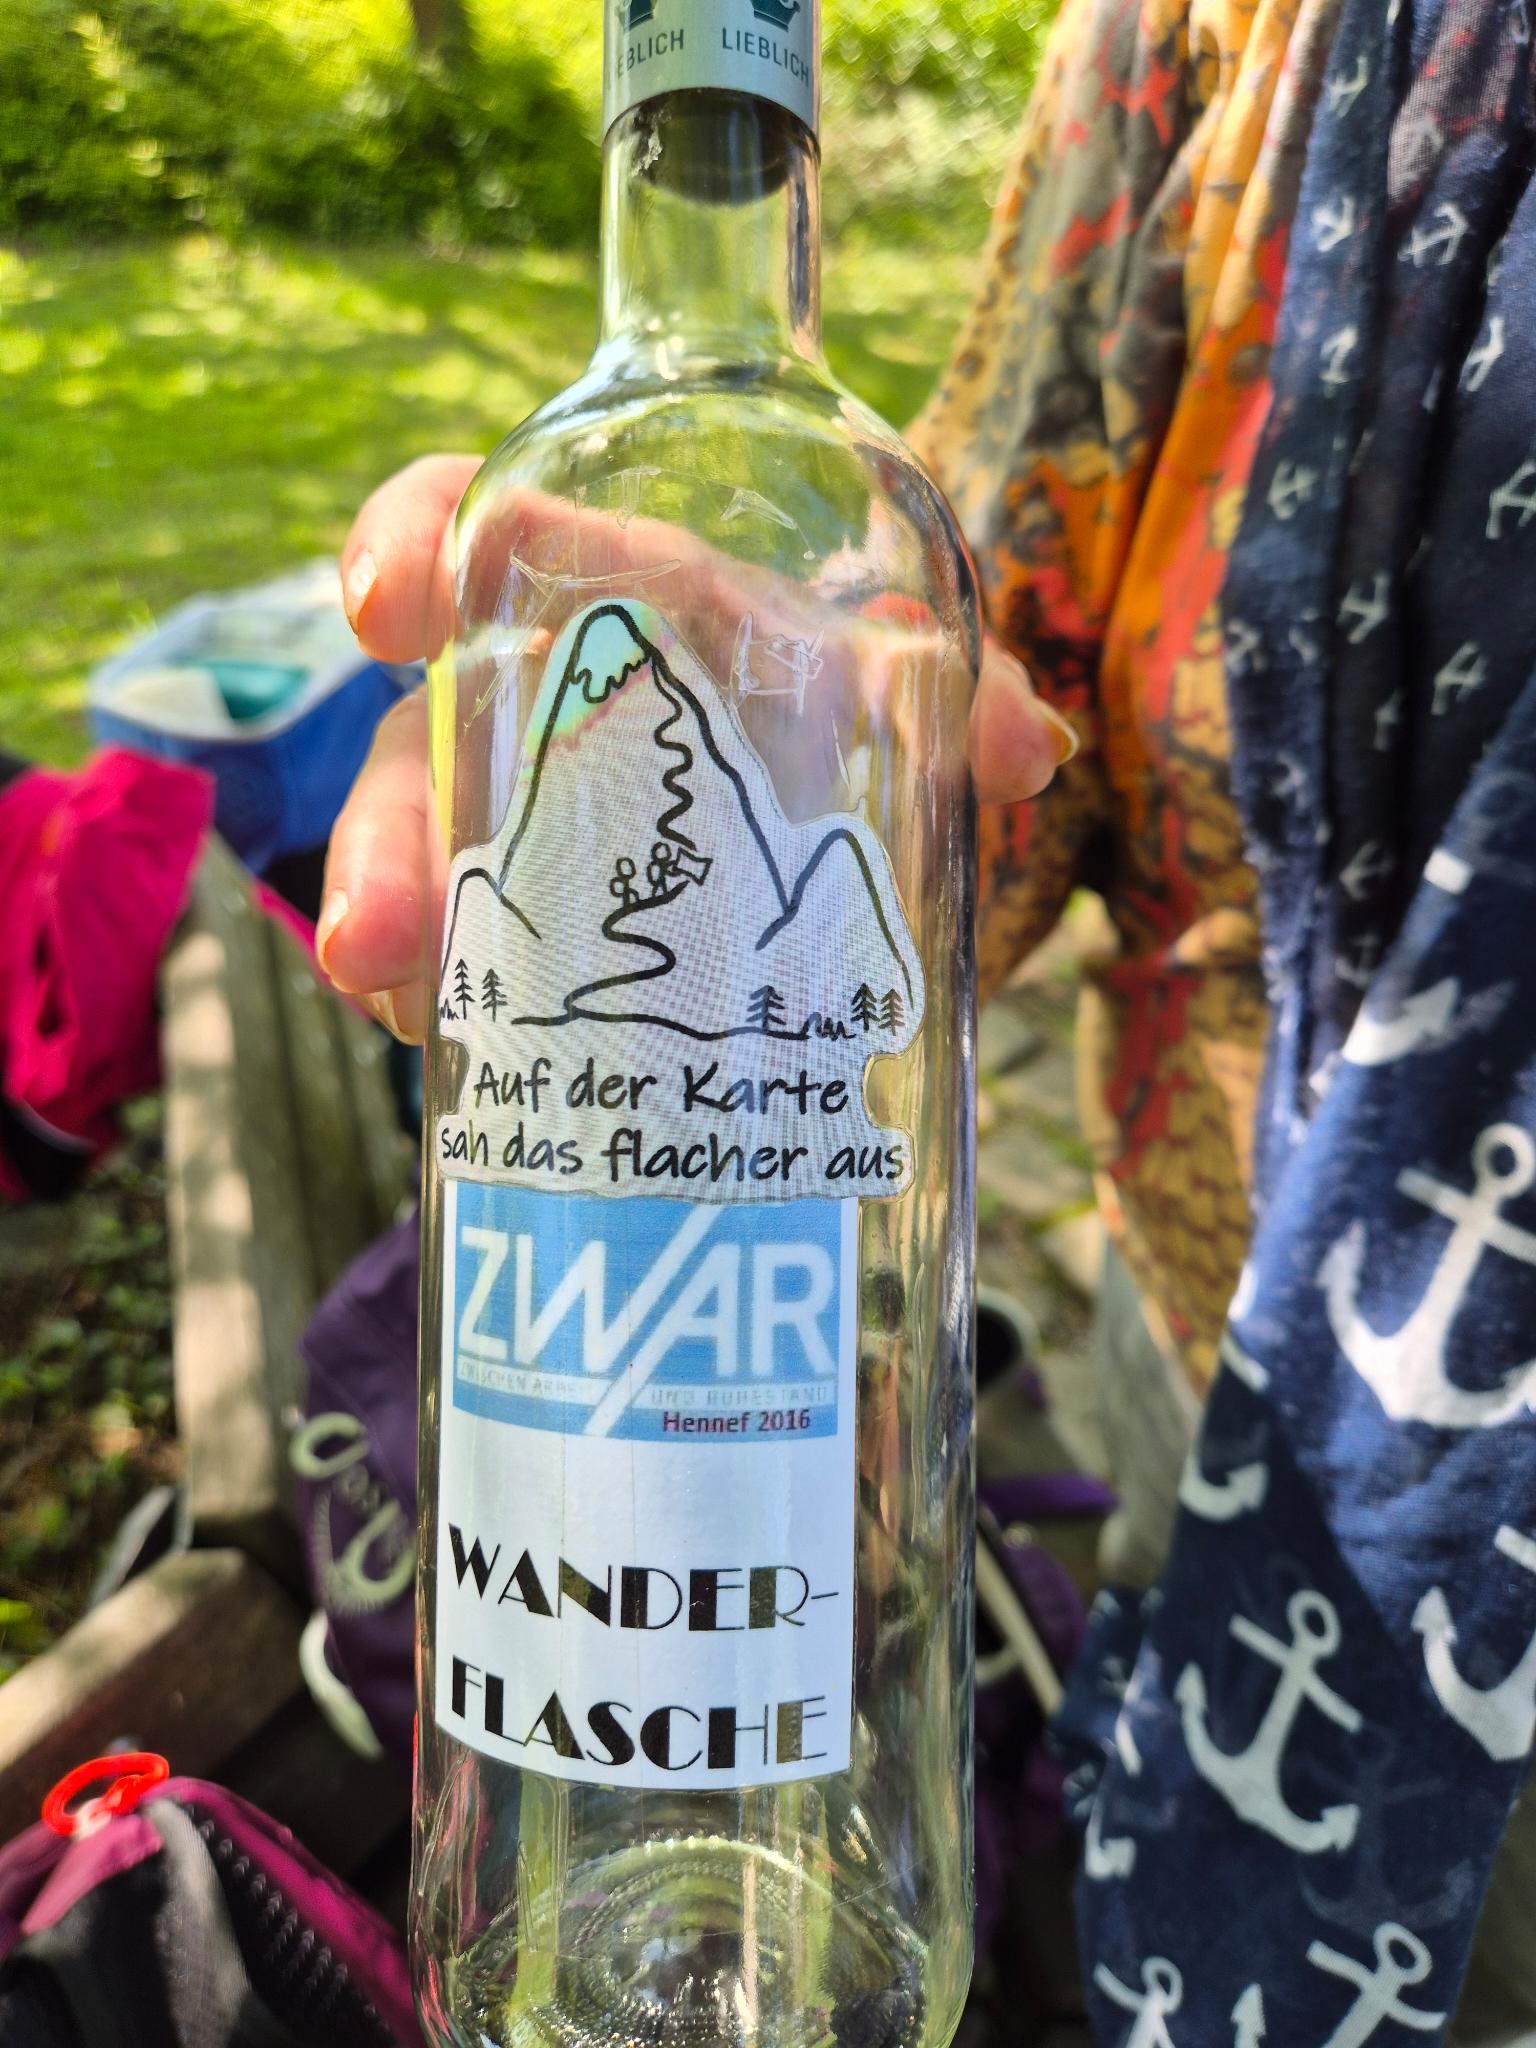 LIEBLICH LIEBLICH
Auf der Karte
sah das flacher aus
ZWAR
ZWISCHEN ARBEIT UND RUHESTAND
Hennef 2016
WANDER-
FLASCHE